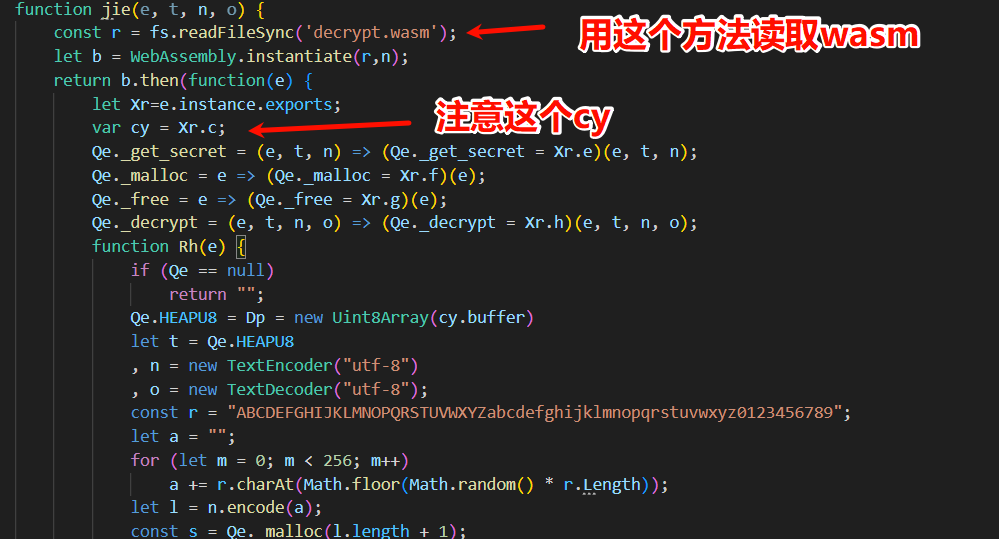 function jie(e, t, n, o) {
const r = fs.readFileSync('decrypt.wasm');
用这个方法读取wasm
let b = WebAssembly.instantiate(r,n);
return b.then(function(e) {
let Xr=e.instance.exports;
var cy = Xr.c;
注意这个cy
Qe._get_secret = (e, t, n) => (Qe._get_secret = Xr.e)(e, t, n);
Qe._malloc = e => (Qe._malloc = Xr.f)(e);
Qe._free = e => (Qe._free = Xr.g)(e);
Qe._decrypt = (e, t, n, o) => (Qe._decrypt = Xr.h)(e, t, n, o);
function Rh(e) {
if (Qe == null)
return "";
Qe.HEAPU8 = Dp = new Uint8Array(cy.buffer)
let t = Qe.HEAPU8
, n = new TextEncoder("utf-8")
, o = new TextDecoder("utf-8");
const r = "ABCDEFGHIJKLMNOPQRSTUVWXYZabcdefghijklmnopqrstuvwxyz0123456789";
let a = "";
for (let m = 0; m < 256; m++)
a += r.charAt(Math.floor(Math.random() * r.Length));
let l = n.encode(a);
const s = Qe._malloc(l.length + 1);